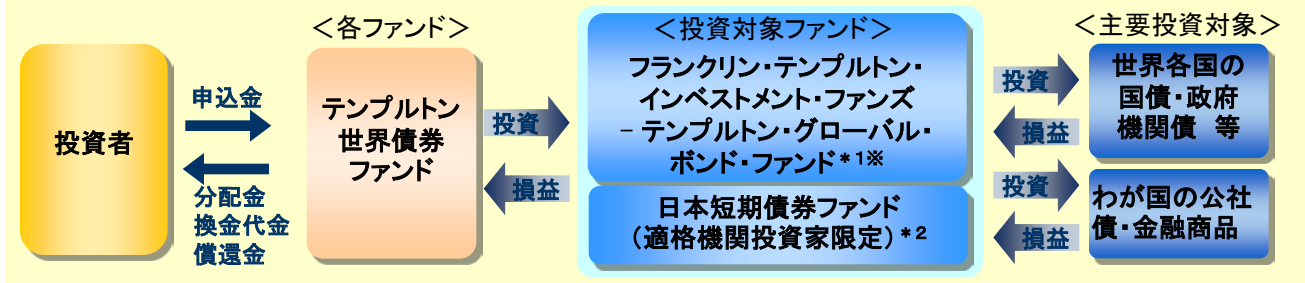 投資者
申込金
分配金
換金代金
償還金
＜各ファンド＞
テンプルトン
世界債券
ファンド
投資
損益
＜投資対象ファンド＞
フランクリン・テンプルトン・
インベストメント・ファンズ
－テンプルトン・グローバル・
ボンド・ファンド＊1※
日本短期債券ファンド
（適格機関投資家限定）＊2
投資
損益
投資
損益
＜主要投資対象＞
世界各国の
国債・政府
機関債　等
わが国の公社
債・金融商品